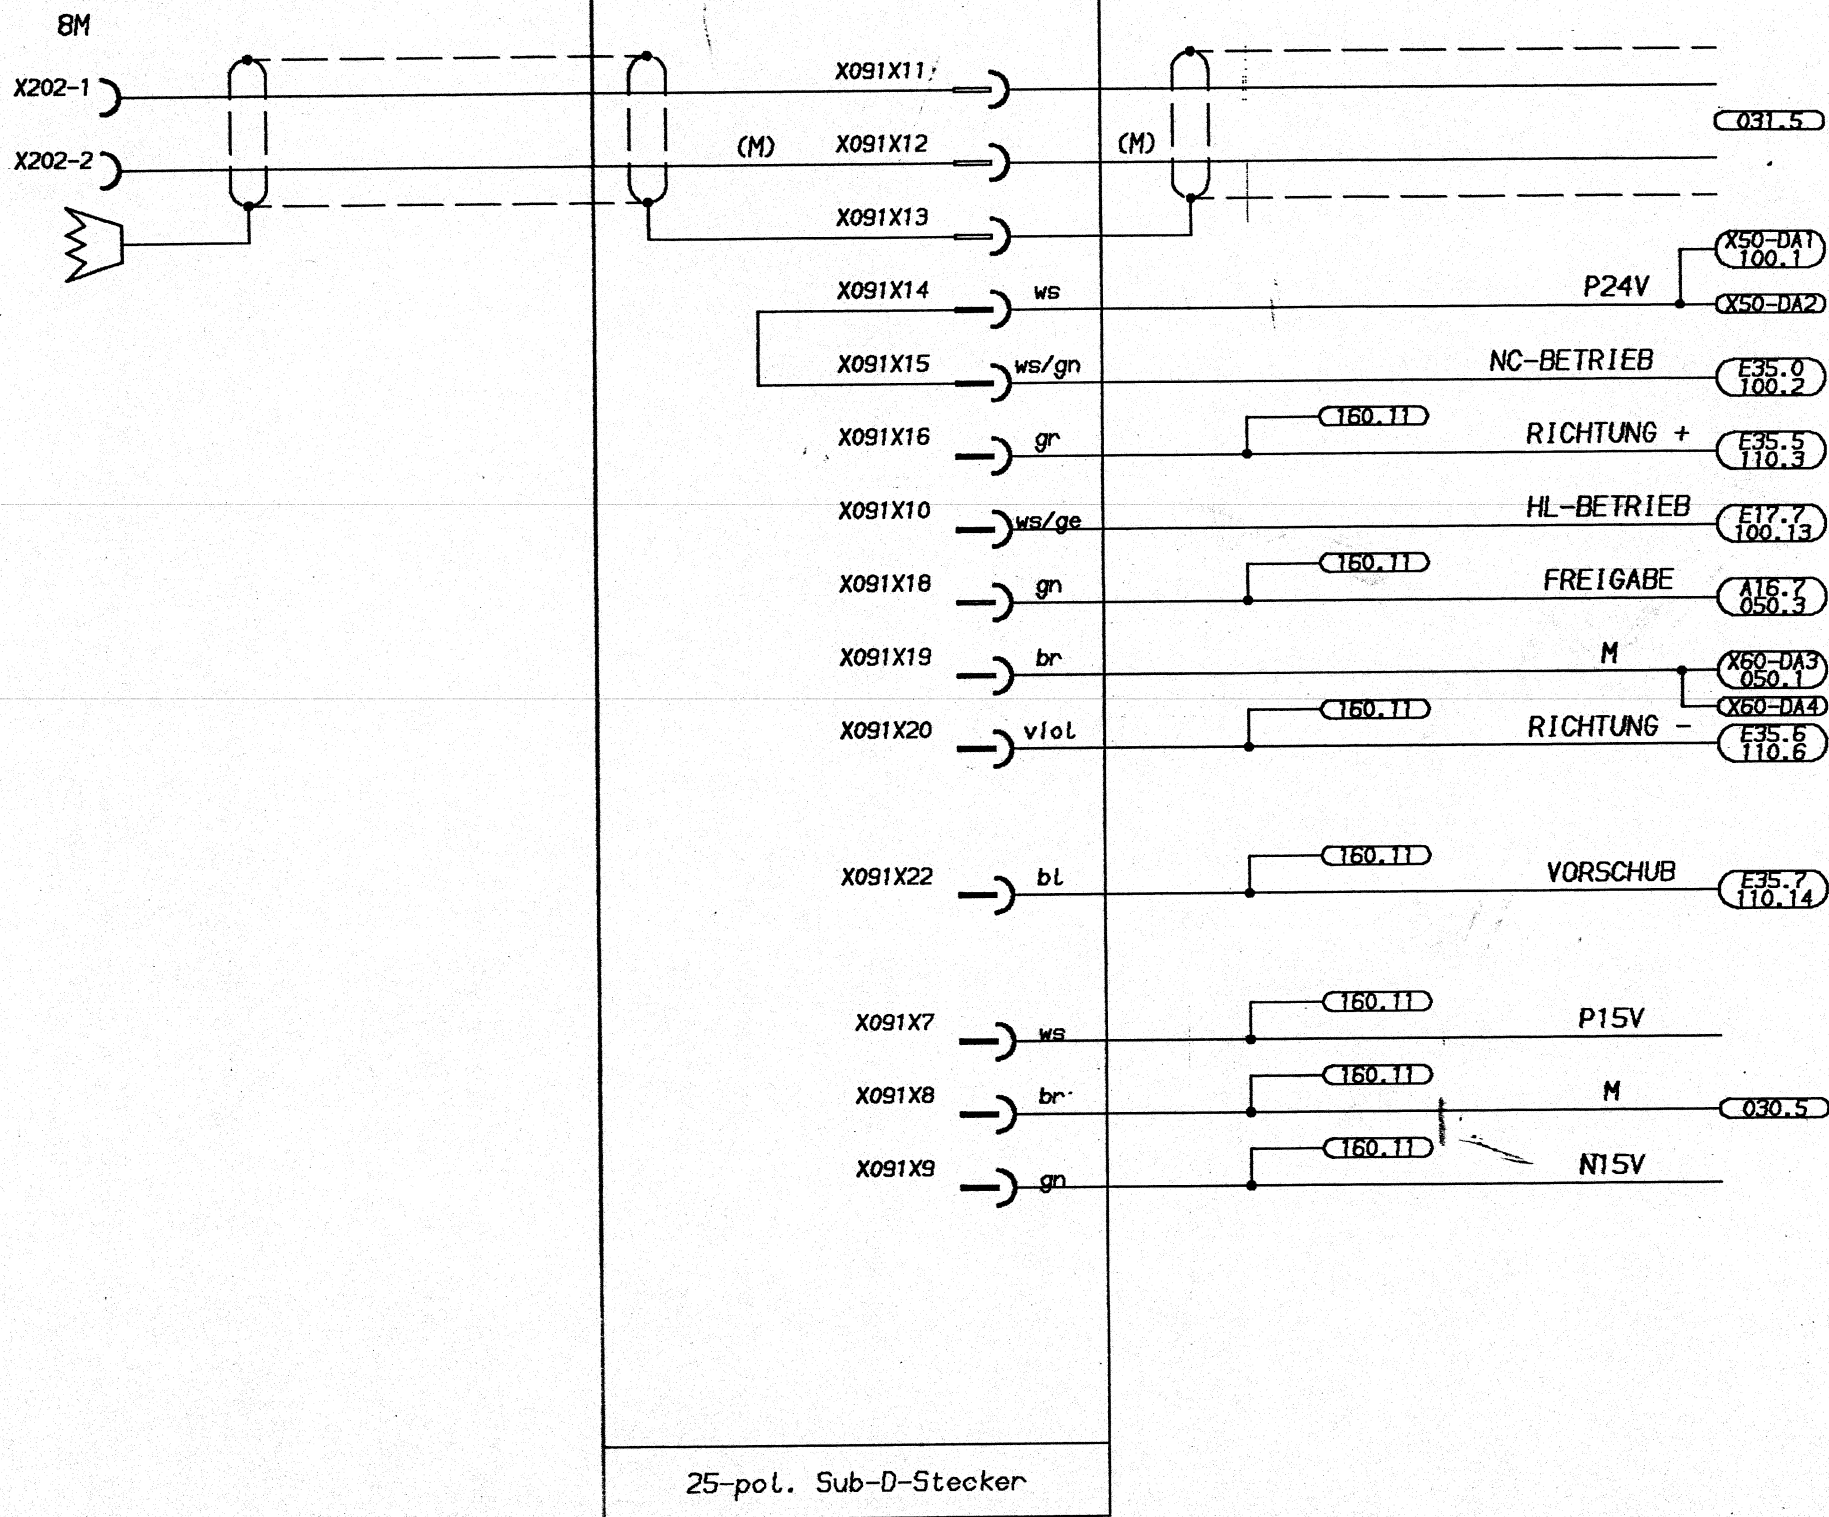 8M
X202-1
X091X11
031.5
X202-2
(M)
X091X12
(M)
X091X13
X50-DA1
100.1
X091X14
ws
P24V
X50-DA2
X091X15
ws/gn
NC-BETRIEB
E35.0
100.2
160.11
X091X16
gr
RICHTUNG +
E35.5
110.3
X091X10
ws/ge
HL-BETRIEB
E17.7
100.13
160.11
X091X18
gn
FREIGABE
A16.7
050.3
X091X19
br
M
X60-DA3
050.1
160.11
X60-DA4
X091X20
viol
RICHTUNG -
E35.6
110.6
160.11
X091X22
bl
VORSCHUB
E35.7
110.14
160.11
X091X7
ws
P15V
160.11
X091X8
br
M
030.5
160.11
X091X9
gn
N15V
25-pol. Sub-D-Stecker